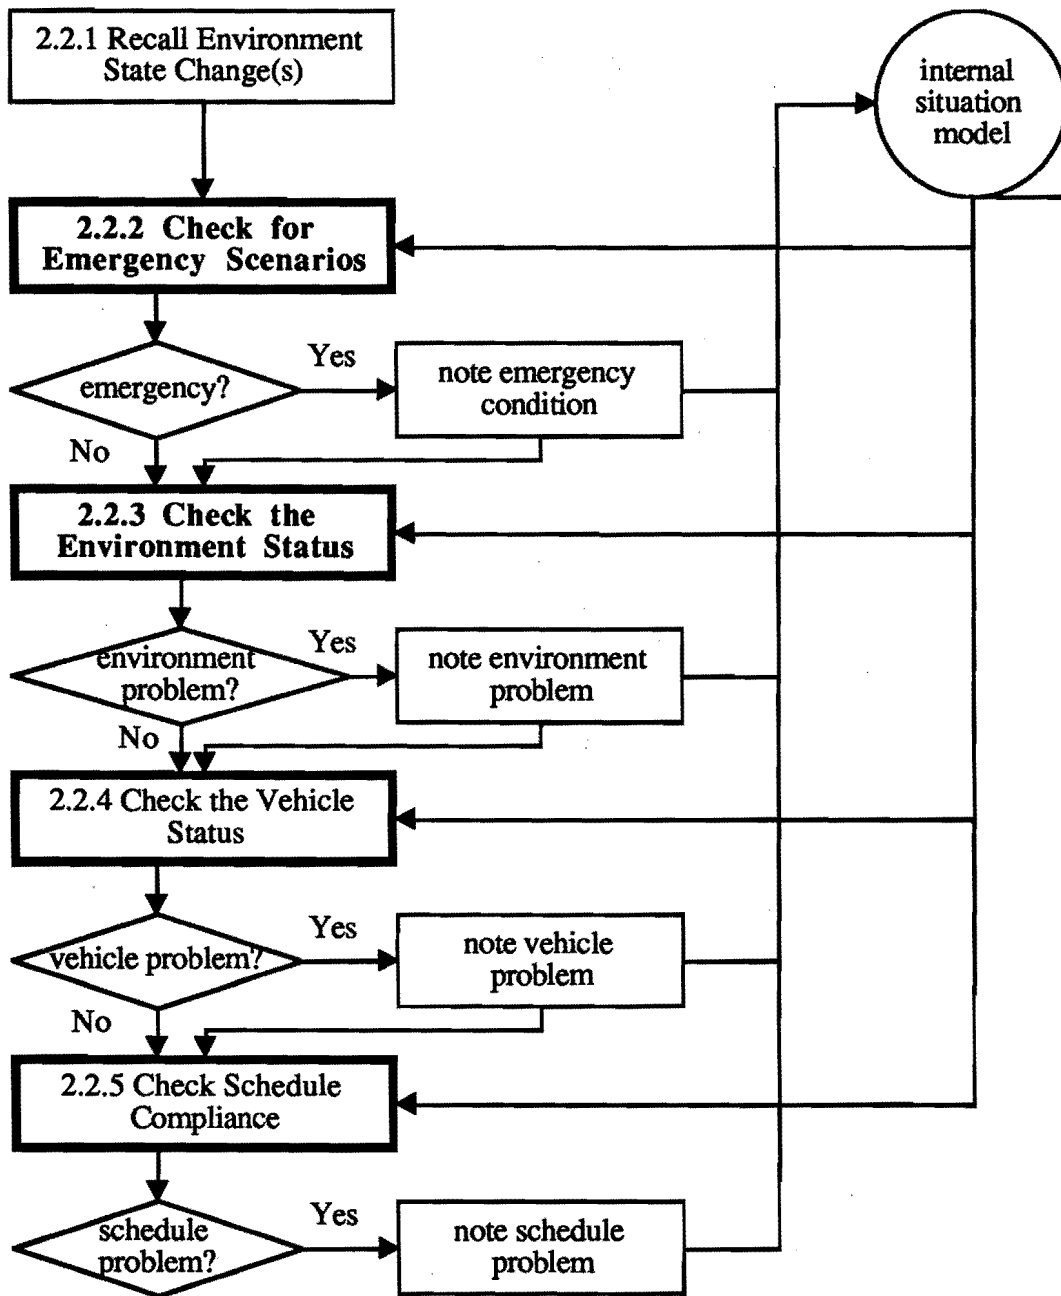 2.2.1 Recall Environment
State Change(s)
internal
situation
model
2.2.2 Check for
Emergency Scenarios
emergency?
Yes
note emergency
condition
No
2.2.3 Check the
Environment Status
environment
problem?
Yes
note environment
problem
No
2.2.4 Check the Vehicle
Status
vehicle problem?
Yes
note vehicle
problem
No
2.2.5 Check Schedule
Compliance
schedule
problem?
Yes
note schedule
problem